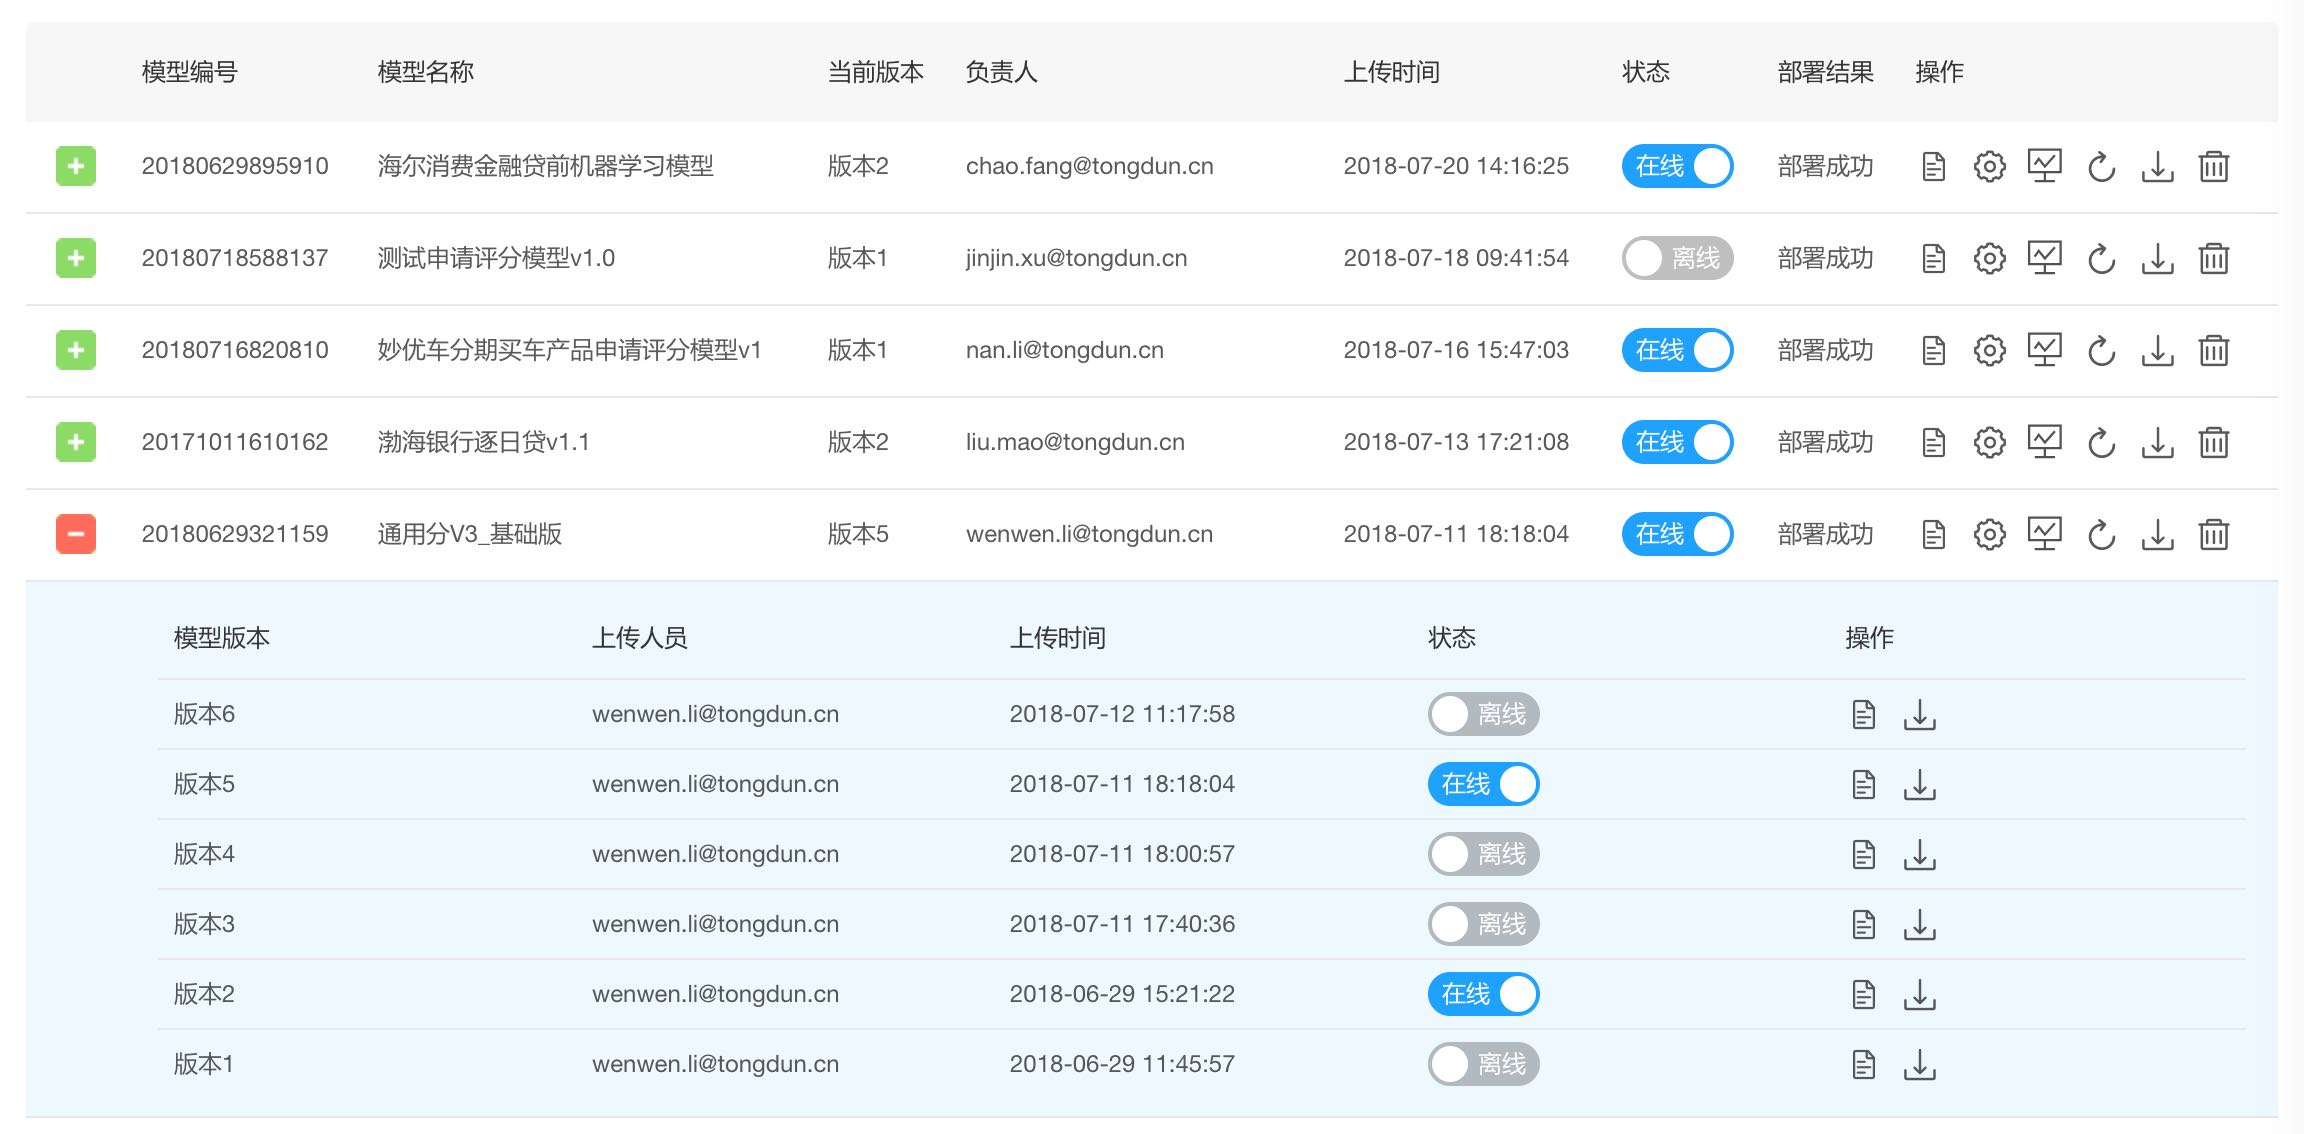 模型编号 模型名称 当前版本 负责人 上传时间 状态 部署结果 操作
20180629895910 海尔消费金融贷前机器学习模型 版本2 chao.fang@tongdun.cn 2018-07-20 14:16:25 在线 部署成功
20180718588137 测试申请评分模型v1.0 版本1 jinjin.xu@tongdun.cn 2018-07-18 09:41:54 离线 部署成功
20180716820810 妙优车分期买车产品申请评分模型v1 版本1 nan.li@tongdun.cn 2018-07-16 15:47:03 在线 部署成功
20171011610162 渤海银行逐日贷v1.1 版本2 liu.mao@tongdun.cn 2018-07-13 17:21:08 在线 部署成功
20180629321159 通用分V3_基础版 版本5 wenwen.li@tongdun.cn 2018-07-11 18:18:04 在线 部署成功
模型版本 上传人员 上传时间 状态 操作
版本6 wenwen.li@tongdun.cn 2018-07-12 11:17:58 离线
版本5 wenwen.li@tongdun.cn 2018-07-11 18:18:04 在线
版本4 wenwen.li@tongdun.cn 2018-07-11 18:00:57 离线
版本3 wenwen.li@tongdun.cn 2018-07-11 17:40:36 离线
版本2 wenwen.li@tongdun.cn 2018-06-29 15:21:22 在线
版本1 wenwen.li@tongdun.cn 2018-06-29 11:45:57 离线